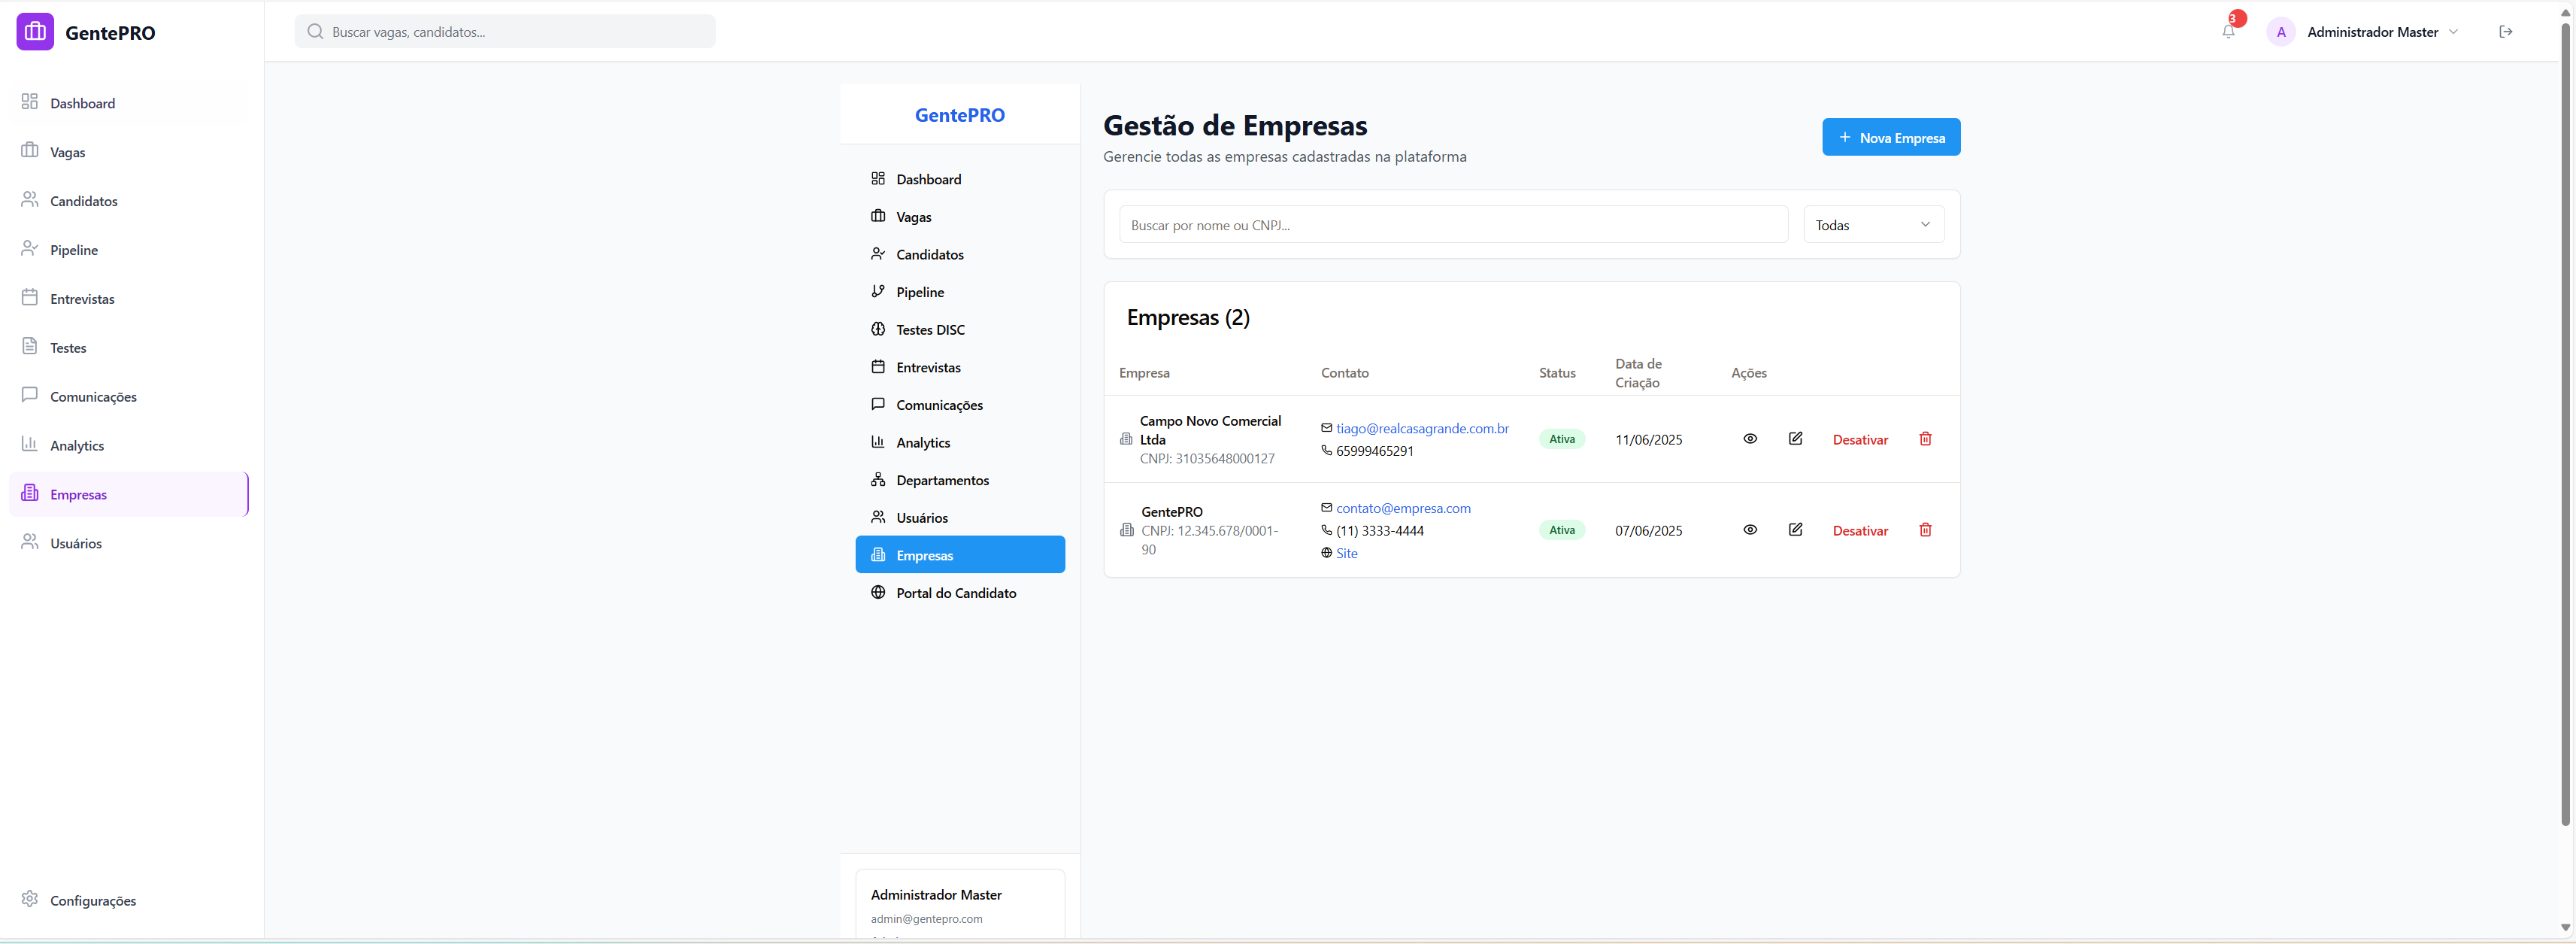 GentePRO
Buscar vagas, candidatos...
3
A
Administrador Master
Dashboard
Vagas
Candidatos
Pipeline
Entrevistas
Testes
Comunicações
Analytics
Empresas
Usuários
Configurações
GentePRO
Dashboard
Vagas
Candidatos
Pipeline
Testes DISC
Entrevistas
Comunicações
Analytics
Departamentos
Usuários
Empresas
Portal do Candidato
Administrador Master
admin@gentepro.com
Gestão de Empresas
Gerencie todas as empresas cadastradas na plataforma
Nova Empresa
Buscar por nome ou CNPJ...
Todas
Empresas (2)
Empresa
Contato
Status
Data de
Criação
Ações
Campo Novo Comercial
Ltda
CNPJ: 31035648000127
tiago@realcasagrande.com.br
65999465291
Ativa
11/06/2025
Desativar
GentePRO
CNPJ: 12.345.678/0001-
90
contato@empresa.com
(11) 3333-4444
Site
Ativa
07/06/2025
Desativar